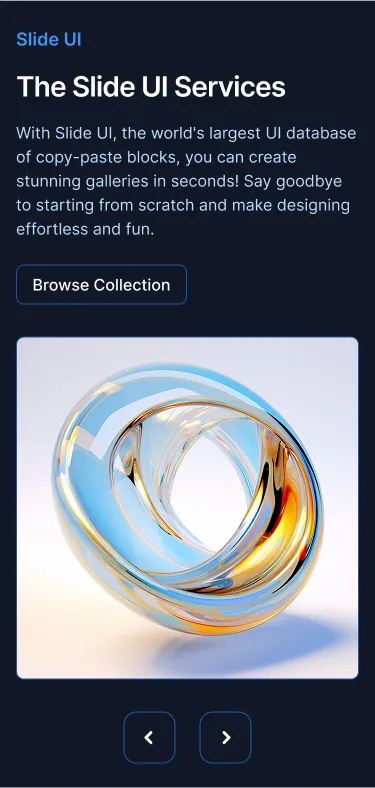 Slide UI
The Slide UI Services
With Slide UI, the world's largest UI database
of copy-paste blocks, you can create
stunning galleries in seconds! Say goodbye
to starting from scratch and make designing
effortless and fun.
Browse Collection